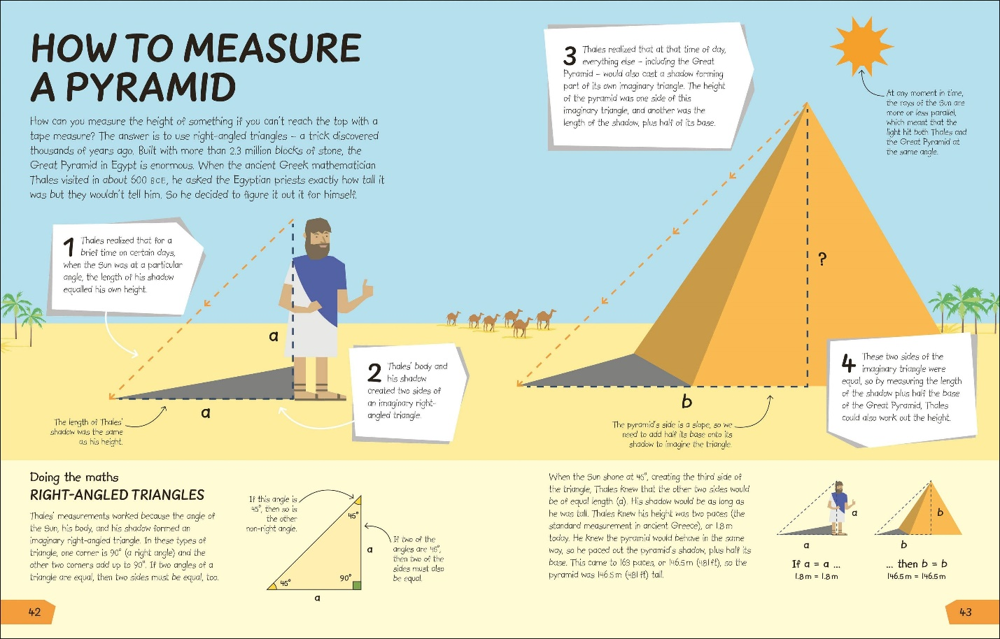 HOW TO MEASURE
A PYRAMID
How can you measure the height of something if you can't reach the top with a
tape measure? The answer is to use right-angled triangles – a trick discovered
thousands of years ago. Built with more than 2.3 million blocks of stone, the
Great Pyramid in Egypt is enormous. When the ancient Greek mathematician
Thales visited in about 600 BCE, he asked the Egyptian priests exactly how tall it
was but they wouldn't tell him. So he decided to figure it out it for himself.
1 Thales realized that for a
brief time on certain days,
when the Sun was at a particular
angle, the length of his shadow
equalled his own height.
a
a
2 Thales' body and
his shadow
created two sides of
an imaginary right-
angled triangle.
The length of Thales'
shadow was the same
as his height.
3 Thales realized that at that time of day,
everything else – including the Great
Pyramid – would also cast a shadow forming
part of its own imaginary triangle. The height
of the pyramid was one side of this
imaginary triangle, and another was the
length of the shadow, plus half of its base.
At any moment in time,
the rays of the Sun are
more or less parallel,
which meant that the
light hit both Thales and
the Great Pyramid at
the same angle.
?
b
The pyramid's side is a slope, so we
need to add half its base onto its
shadow to imagine the triangle.
4 These two sides of the
imaginary triangle were
equal, so by measuring the length
of the shadow plus half the base
of the Great Pyramid, Thales
could also work out the height.
Doing the maths
RIGHT-ANGLED TRIANGLES
Thales' measurements worked because the angle of
the Sun, his body, and his shadow formed an
imaginary right-angled triangle. In these types of
triangle, one corner is 90° (a right angle) and the
other two corners add up to 90°. If two angles of a
triangle are equal, then two sides must be equal, too.
If this angle is
45°, then so is
the other
non-right angle.
45°
a
45°
90°
a
If two of the
angles are 45°,
then two of the
sides must also
be equal.
When the Sun shone at 45°, creating the third side of
the triangle, Thales knew that the other two sides would
be of equal length (a). His shadow would be as long as
he was tall. Thales knew his height was two paces (the
standard measurement in ancient Greece), or 1.8 m
today. He knew the pyramid would behave in the same
way, so he paced out the pyramid's shadow, plus half its
base. This came to 163 paces, or 146.5 m (481 ft), so the
pyramid was 146.5 m (481 ft) tall.
a
a
If a = a ...
1.8 m = 1.8 m
b
b
... then b = b
146.5 m = 146.5 m
42
43